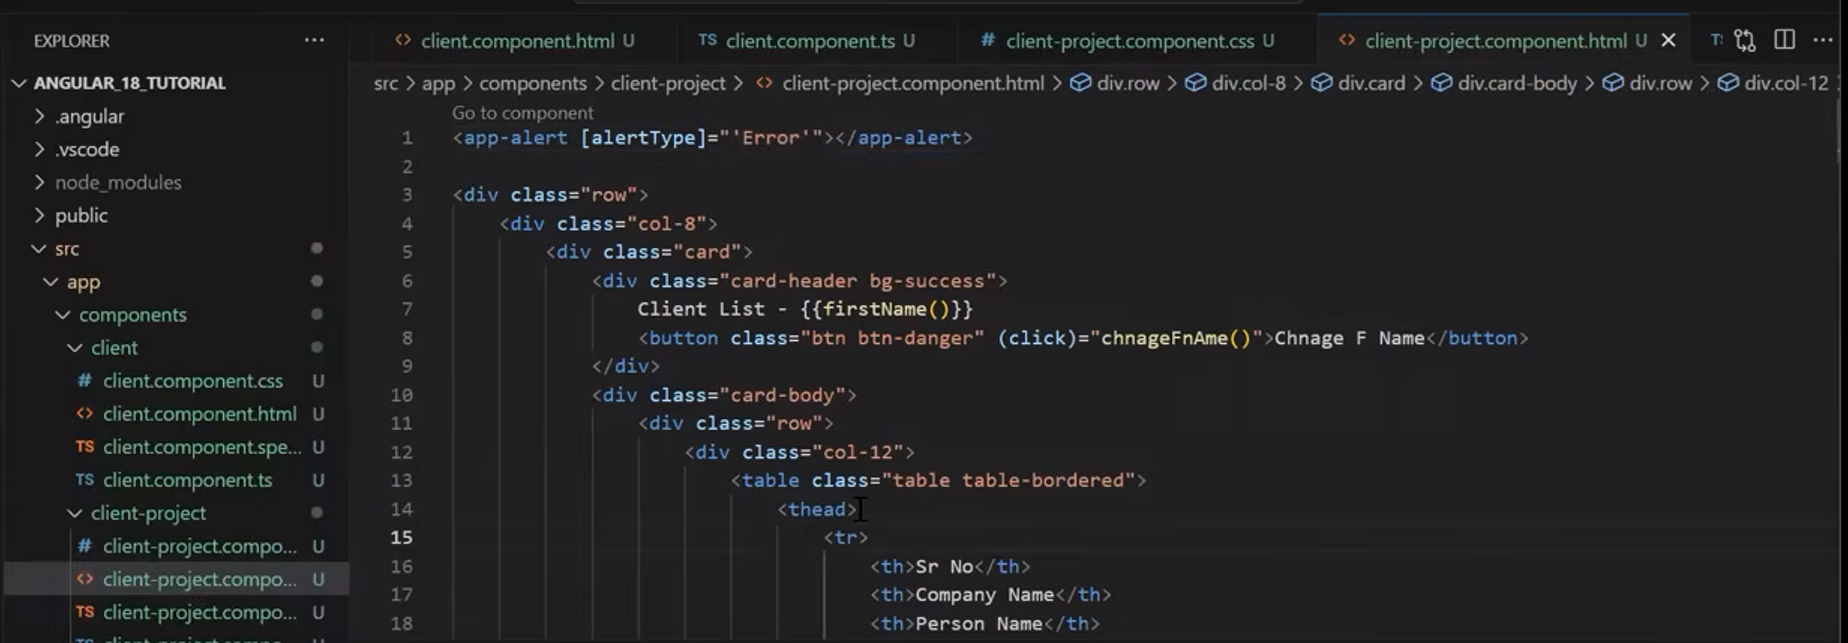 EXPLORER ...
ANGULAR_18_TUTORIAL
.angular
.vscode
node_modules
public
src
app
components
client
# client.component.css U
<> client.component.html U
TS client.component.spe... U
TS client.component.ts U
client-project
# client-project.compo... U
<> client-project.compo... U
TS client-project.compo... U
<> client.component.html U TS client.component.ts U # client-project.component.css U <> client-project.component.html U
src > app > components > client-project > <> client-project.component.html > div.row > div.col-8 > div.card > div.card-body > div.row > div.col-12
Go to component
1 <app-alert [alertType]="'Error'"></app-alert>
2
3 <div class="row">
4 <div class="col-8">
5 <div class="card">
6 <div class="card-header bg-success">
7 Client List - {{firstName()}}
8 <button class="btn btn-danger" (click)="chnageFnAme()">Chnage F Name</button>
9 </div>
10 <div class="card-body">
11 <div class="row">
12 <div class="col-12">
13 <table class="table table-bordered">
14 <thead>
15 <tr>
16 <th>Sr No</th>
17 <th>Company Name</th>
18 <th>Person Name</th>